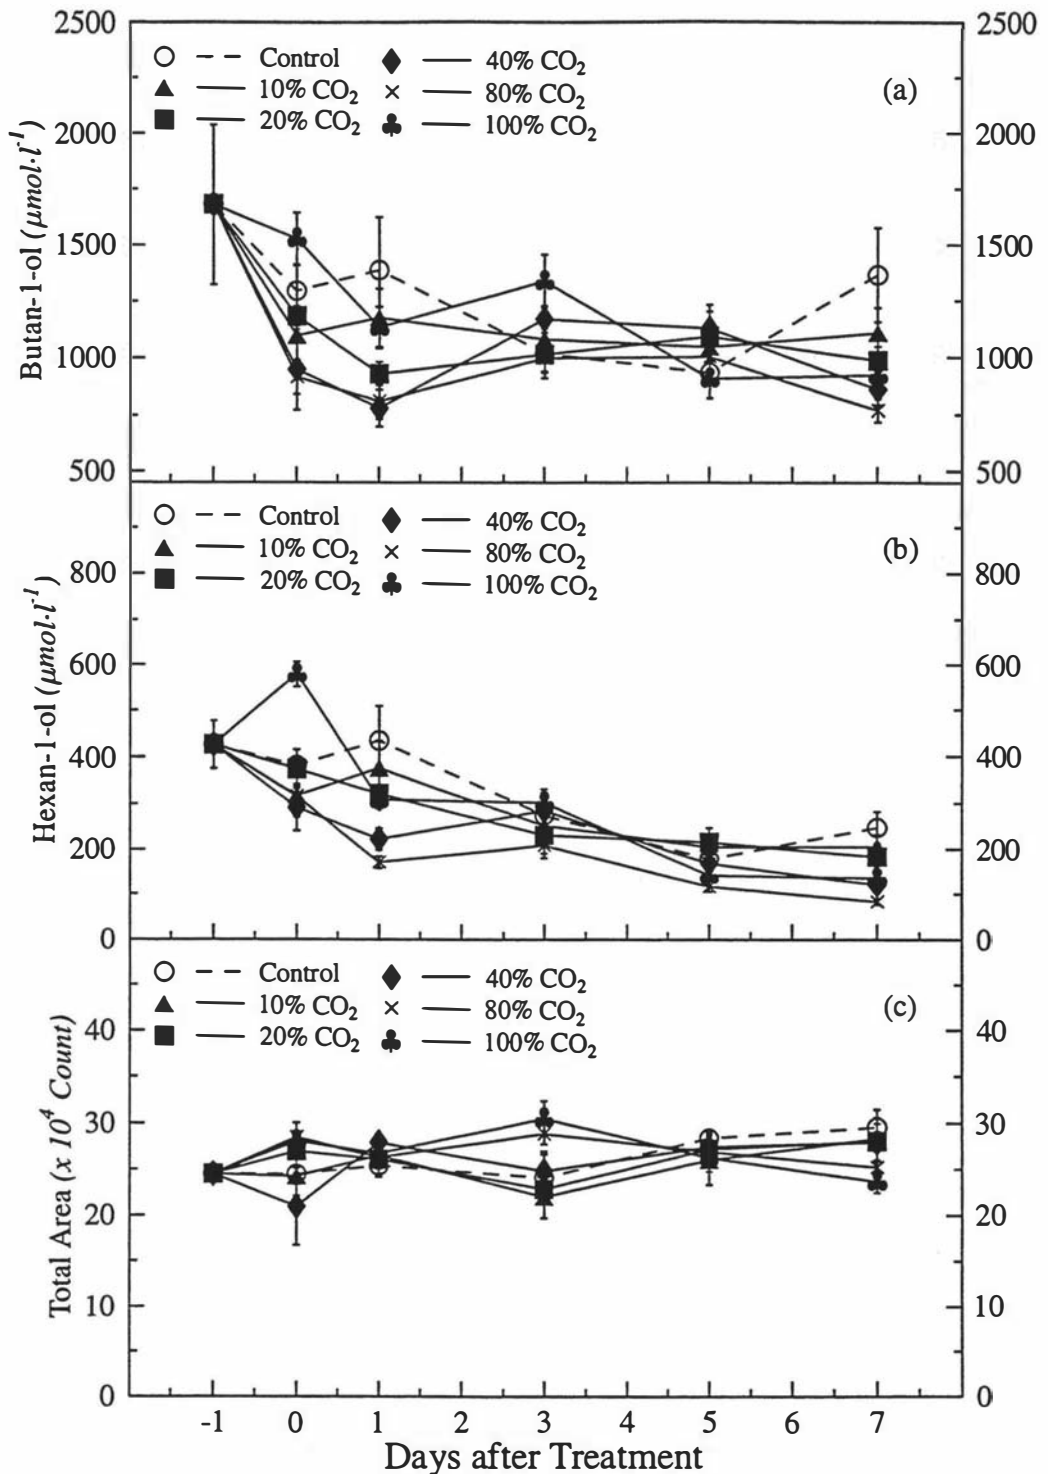 2500 2500
Control 40% CO₂
10% CO₂ 80% CO₂ (a)
20% CO₂ 100% CO₂
2000 2000
Butan-1-ol (µmol·l⁻¹)
1500 1500
1000 1000
500 500
Control 40% CO₂
10% CO₂ 80% CO₂ (b)
20% CO₂ 100% CO₂
800 800
Hexan-1-ol (µmol·l⁻¹)
600 600
400 400
200 200
0 0
Control 40% CO₂
10% CO₂ 80% CO₂ (c)
20% CO₂ 100% CO₂
40 40
Total Area (x 10⁴ Count)
30 30
20 20
10 10
0 0
-1 0 1 2 3 4 5 6 7
Days after Treatment